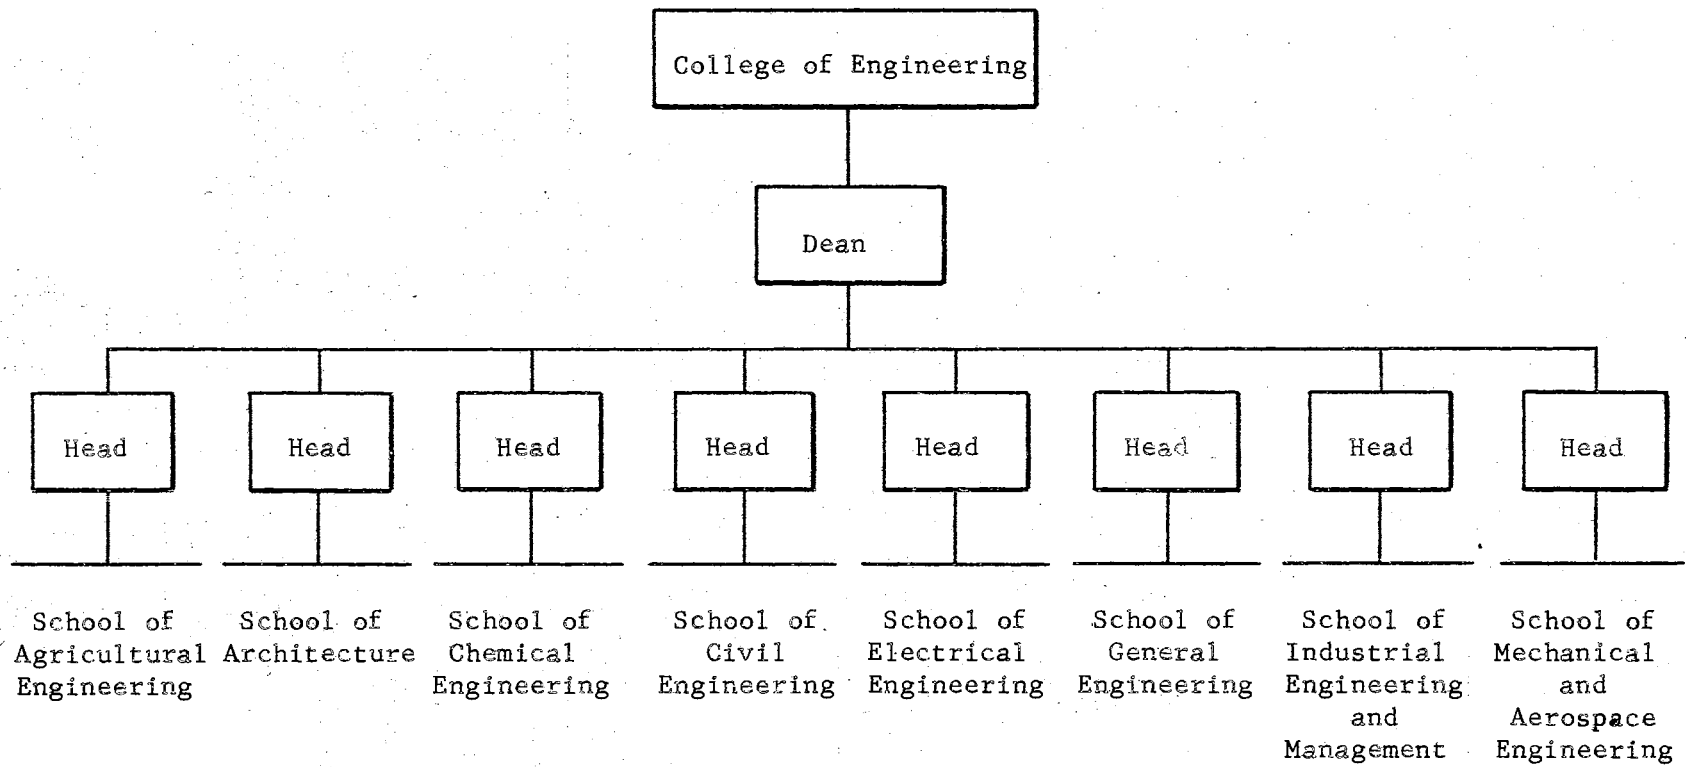 College of Engineering
Dean
Head Head Head Head Head Head Head Head
School of
Agricultural
Engineering
School of
Architecture
School of
Chemical
Engineering
School of
Civil
Engineering
School of
Electrical
Engineering
School of
General
Engineering
School of
Industrial
Engineering
and
Management
School of
Mechanical
and
Aerospace
Engineering